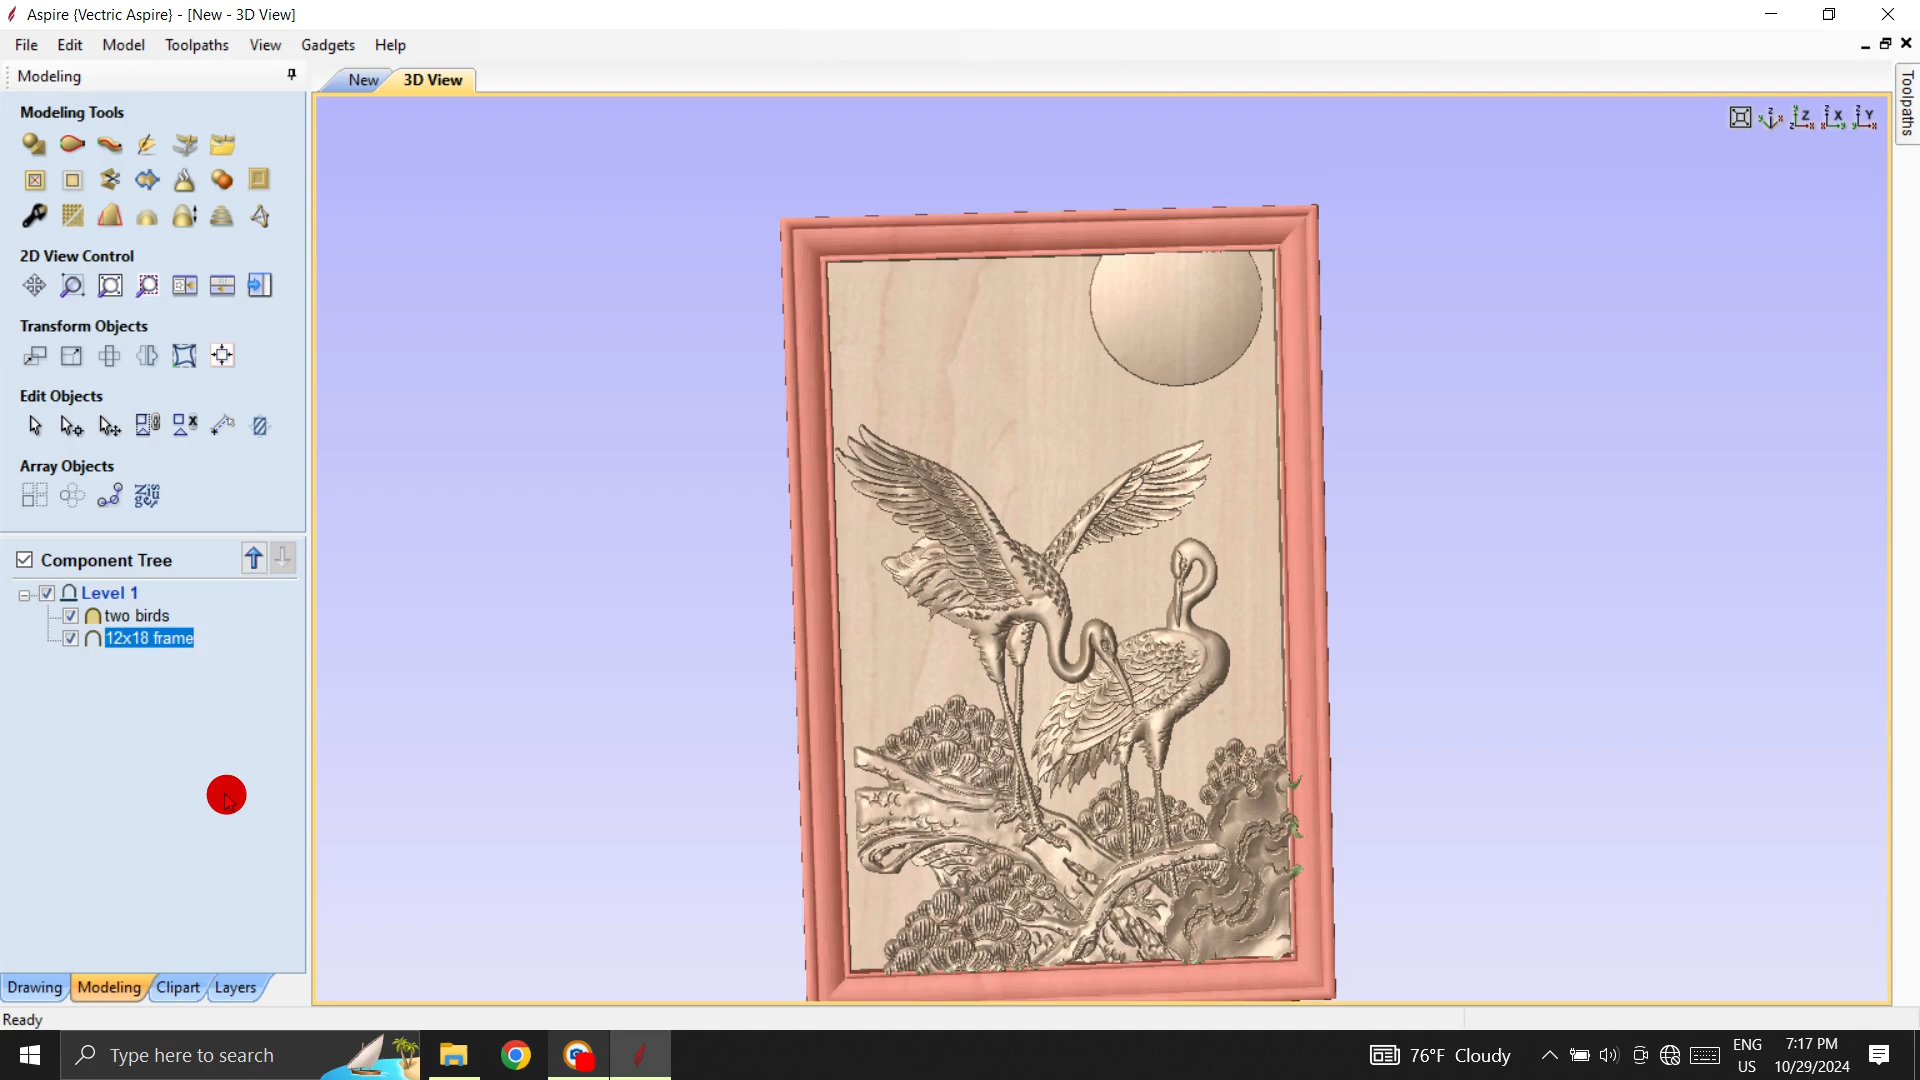 Aspire {Vectric Aspire} - [New - 3D View]
File Edit Model Toolpaths View Gadgets Help
Modeling
New 3D View
Toolpaths
Modeling Tools
2D View Control
Transform Objects
Edit Objects
Array Objects
Component Tree
Level 1
two birds
12x18 frame
Drawing Modeling Clipart Layers
Ready
Type here to search
76°F Cloudy
ENG
US
7:17 PM
10/29/2024